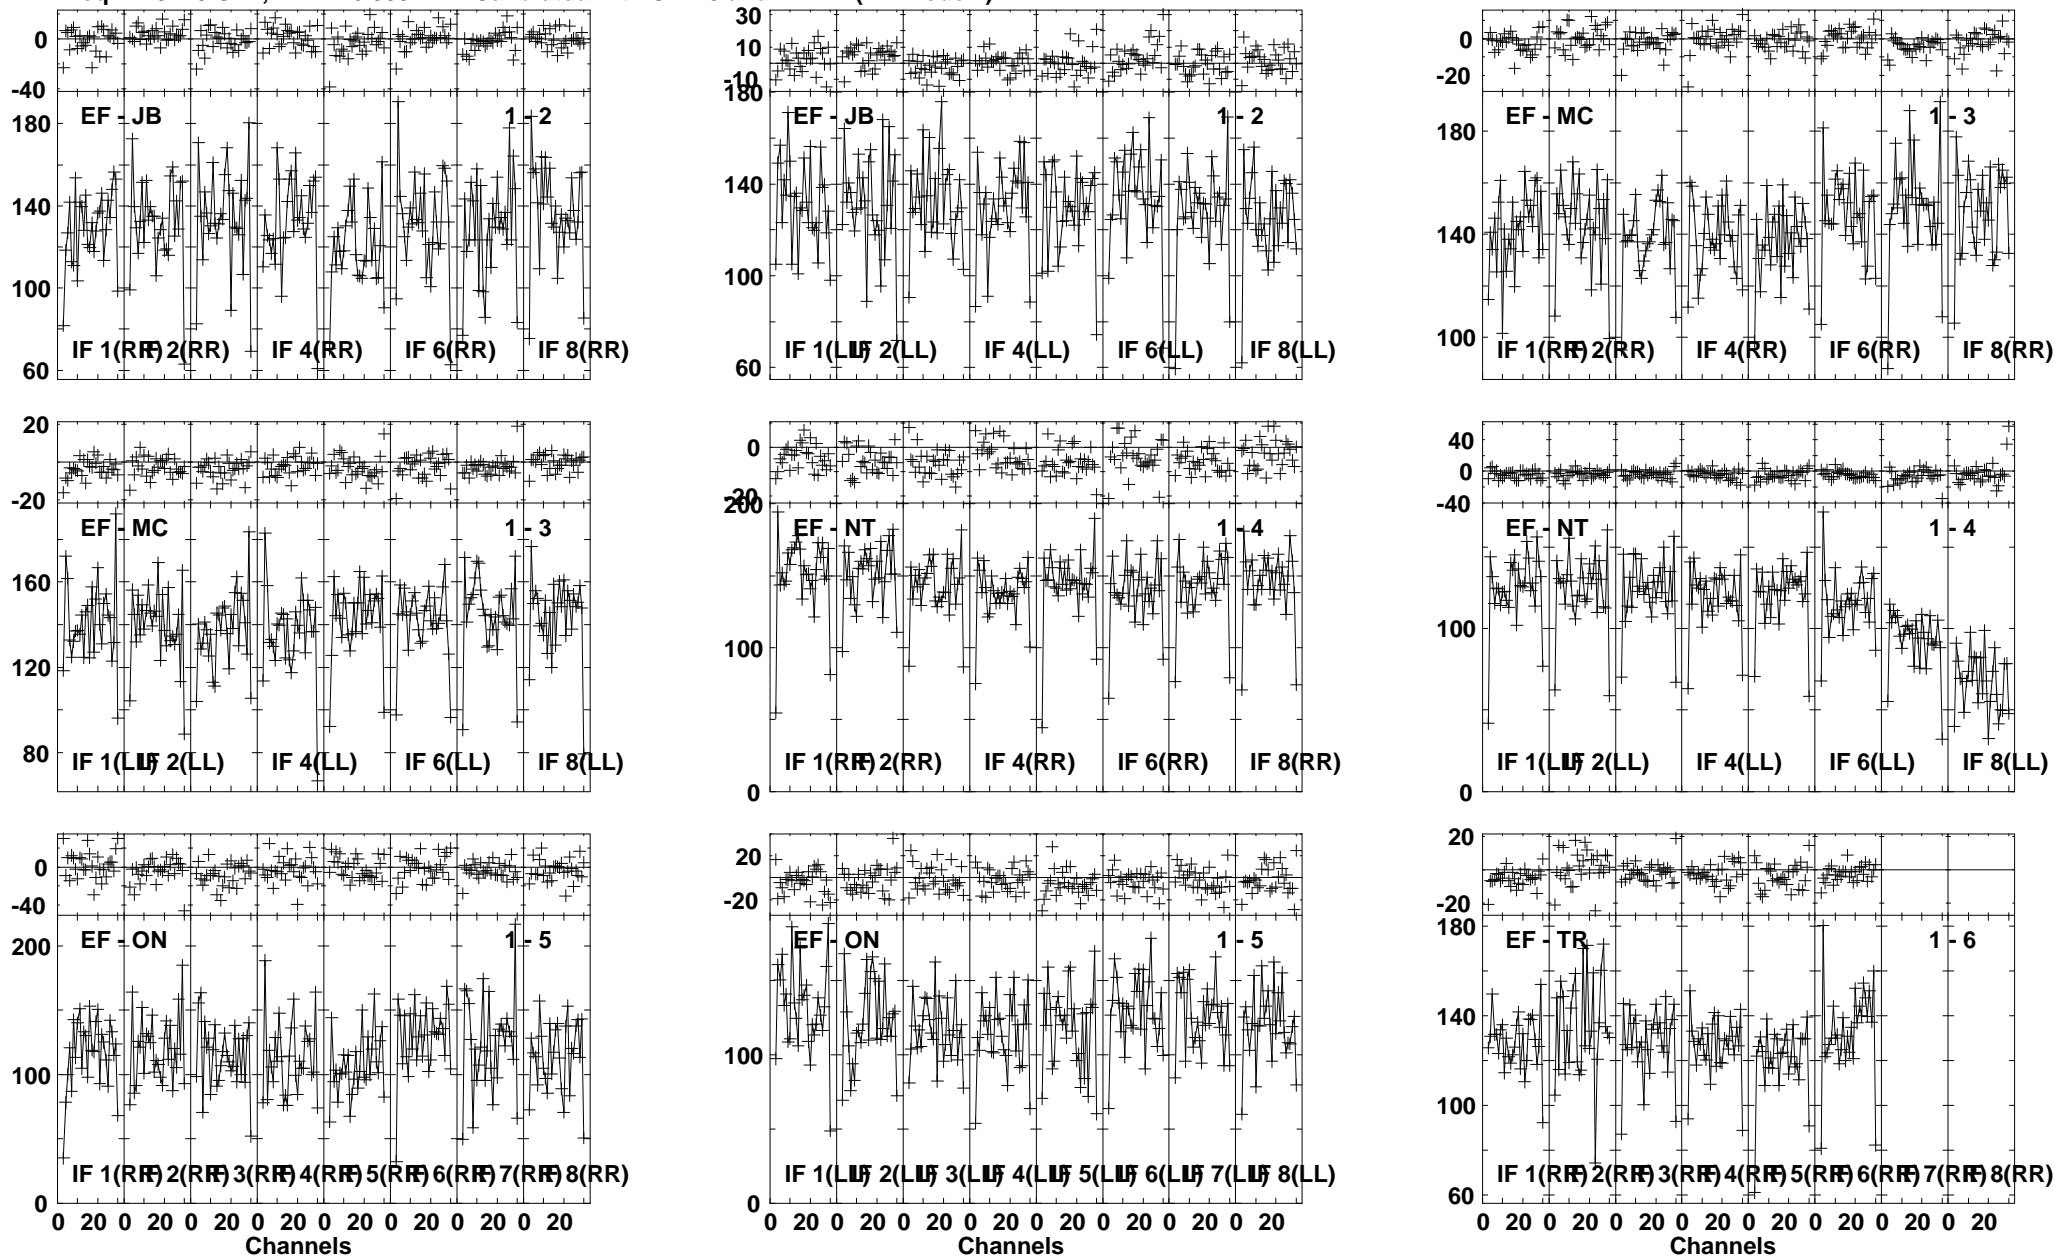 0 30 0
-40 10 -20
-10
180
EF - JB 1 - 2 EF - JB 1 - 2 EF - MC 1 - 3
180 180
140 140 140
100 100 100
IF 1(RR) IF 2(RR) IF 4(RR) IF 6(RR) IF 8(RR) IF 1(LL) IF 2(LL) IF 4(LL) IF 6(LL) IF 8(LL) IF 1(RR) IF 2(RR) IF 4(RR) IF 6(RR) IF 8(RR)
60 60
20 0 40
0 -20 0
-20 200 -40
EF - MC 1 - 3 EF - NT 1 - 4 EF - NT 1 - 4
160
120 100 100
80
IF 1(LL) IF 2(LL) IF 4(LL) IF 6(LL) IF 8(LL) IF 1(RR) IF 2(RR) IF 4(RR) IF 6(RR) IF 8(RR) IF 1(LL) IF 2(LL) IF 4(LL) IF 6(LL) IF 8(LL)
0 0
0 20 20
-40 -20 0
-20
EF - ON 1 - 5 EF - ON 1 - 5 EF - TR 1 - 6
200 180
140
100 100 100
IF 1(RR) IF 2(RR) IF 3(RR) IF 4(RR) IF 5(RR) IF 6(RR) IF 7(RR) IF 8(RR) IF 1(LL) IF 2(LL) IF 3(LL) IF 4(LL) IF 5(LL) IF 6(LL) IF 7(LL) IF 8(LL) IF 1(RR) IF 2(RR) IF 3(RR) IF 4(RR) IF 5(RR) IF 6(RR) IF 7(RR) IF 8(RR)
0 0 60
0 20 0 20 0 20 0 20 0 20 0 20 0 20 0 20 0 20 0 20 0 20 0 20 0 20 0 20 0 20 0 20 0 20 0 20 0 20 0 20 0 20 0 20 0 20 0 20
Channels Channels Channels